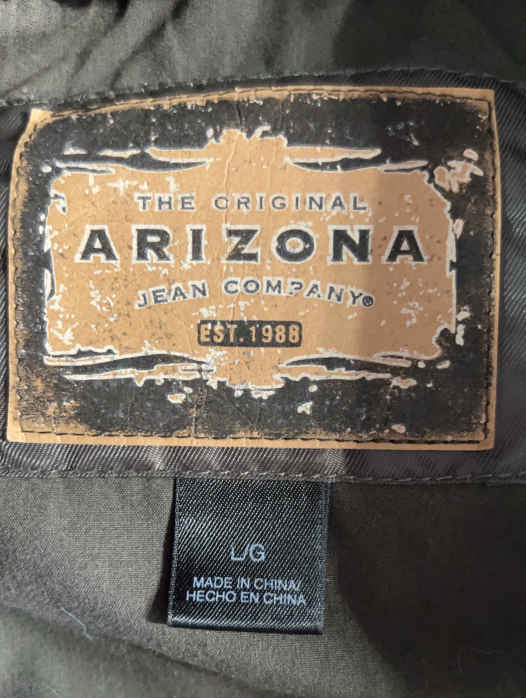 THE ORIGINAL
ARIZONA
JEAN COMPANY®
EST. 1988
L/G
MADE IN CHINA/
HECHO EN CHINA